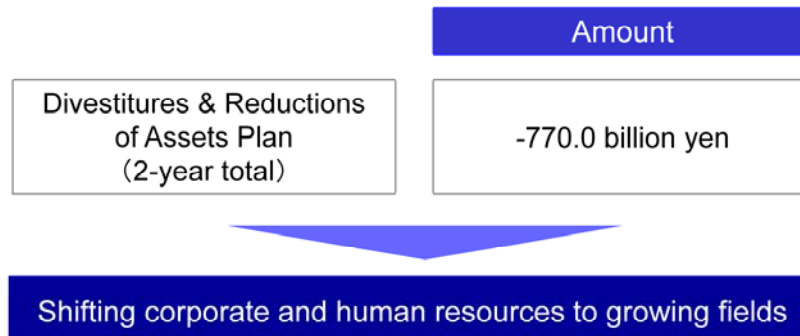 Amount
Divestitures & Reductions
of Assets Plan
（2-year total）
-770.0 billion yen
Shifting corporate and human resources to growing fields